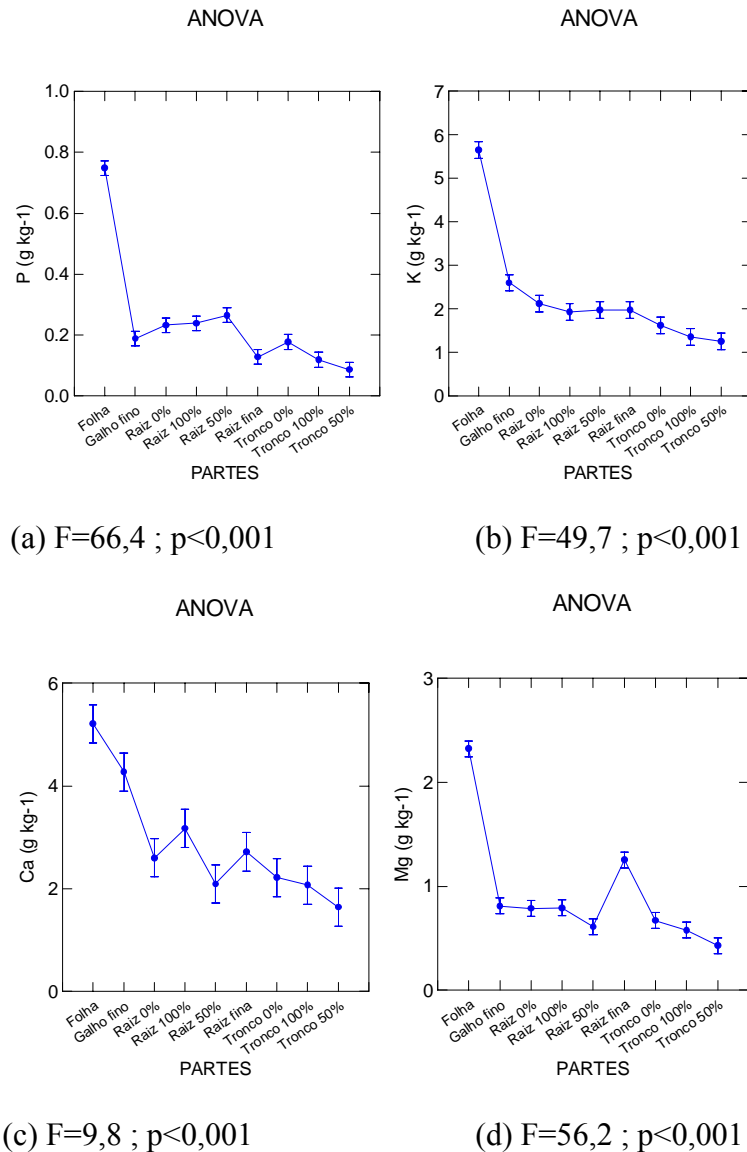 ANOVA
1.0
0.8
0.6
0.4
0.2
0.0
P (g kg-1)
Folha
Galho fino
Raiz 0%
Raiz 100%
Raiz 50%
Raiz fina
Tronco 0%
Tronco 100%
Tronco 50%
PARTES
(a) F=66,4 ; p<0,001
ANOVA
7
6
5
4
3
2
1
0
K (g kg-1)
Folha
Galho fino
Raiz 0%
Raiz 100%
Raiz 50%
Raiz fina
Tronco 0%
Tronco 100%
Tronco 50%
PARTES
(b) F=49,7 ; p<0,001
ANOVA
6
4
2
0
Ca (g kg-1)
Folha
Galho fino
Raiz 0%
Raiz 100%
Raiz 50%
Raiz fina
Tronco 0%
Tronco 100%
Tronco 50%
PARTES
(c) F=9,8 ; p<0,001
ANOVA
3
2
1
0
Mg (g kg-1)
Folha
Galho fino
Raiz 0%
Raiz 100%
Raiz 50%
Raiz fina
Tronco 0%
Tronco 100%
Tronco 50%
PARTES
(d) F=56,2 ; p<0,001